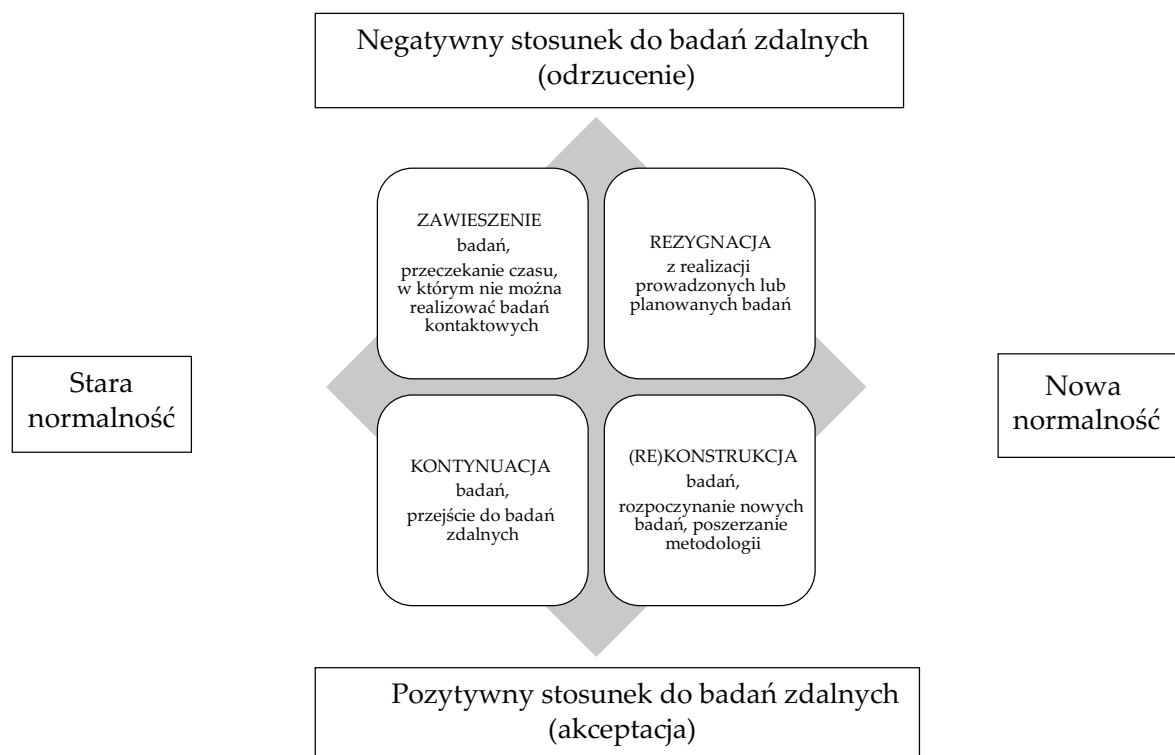 Negatywny stosunek do badań zdalnych
(odrzucenie)
ZAWIESZENIE
badań,
przeczekanie czasu,
w którym nie można
realizować badań
kontaktowych
REZYGNACJA
z realizacji
prowadzonych lub
planowanych badań
Stara
normalność
Nowa
normalność
KONTYNUACJA
badań,
przejście do badań
zdalnych
(RE)KONSTRUKCJA
badań,
rozpoczynanie nowych
badań, poszerzanie
metodologii
Pozytywny stosunek do badań zdalnych
(akceptacja)